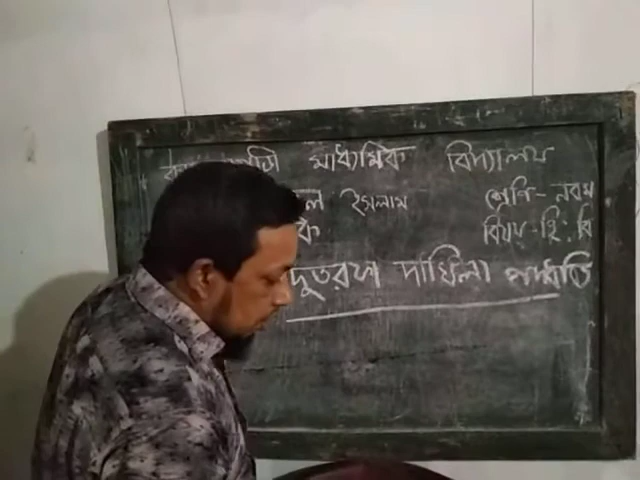 মাধ্যমিক বিদ্যালয়
ইসলাম শ্রেণি-নবম
বিষয়-হি:বি
দুতরফা দাখিলা পদ্ধতি